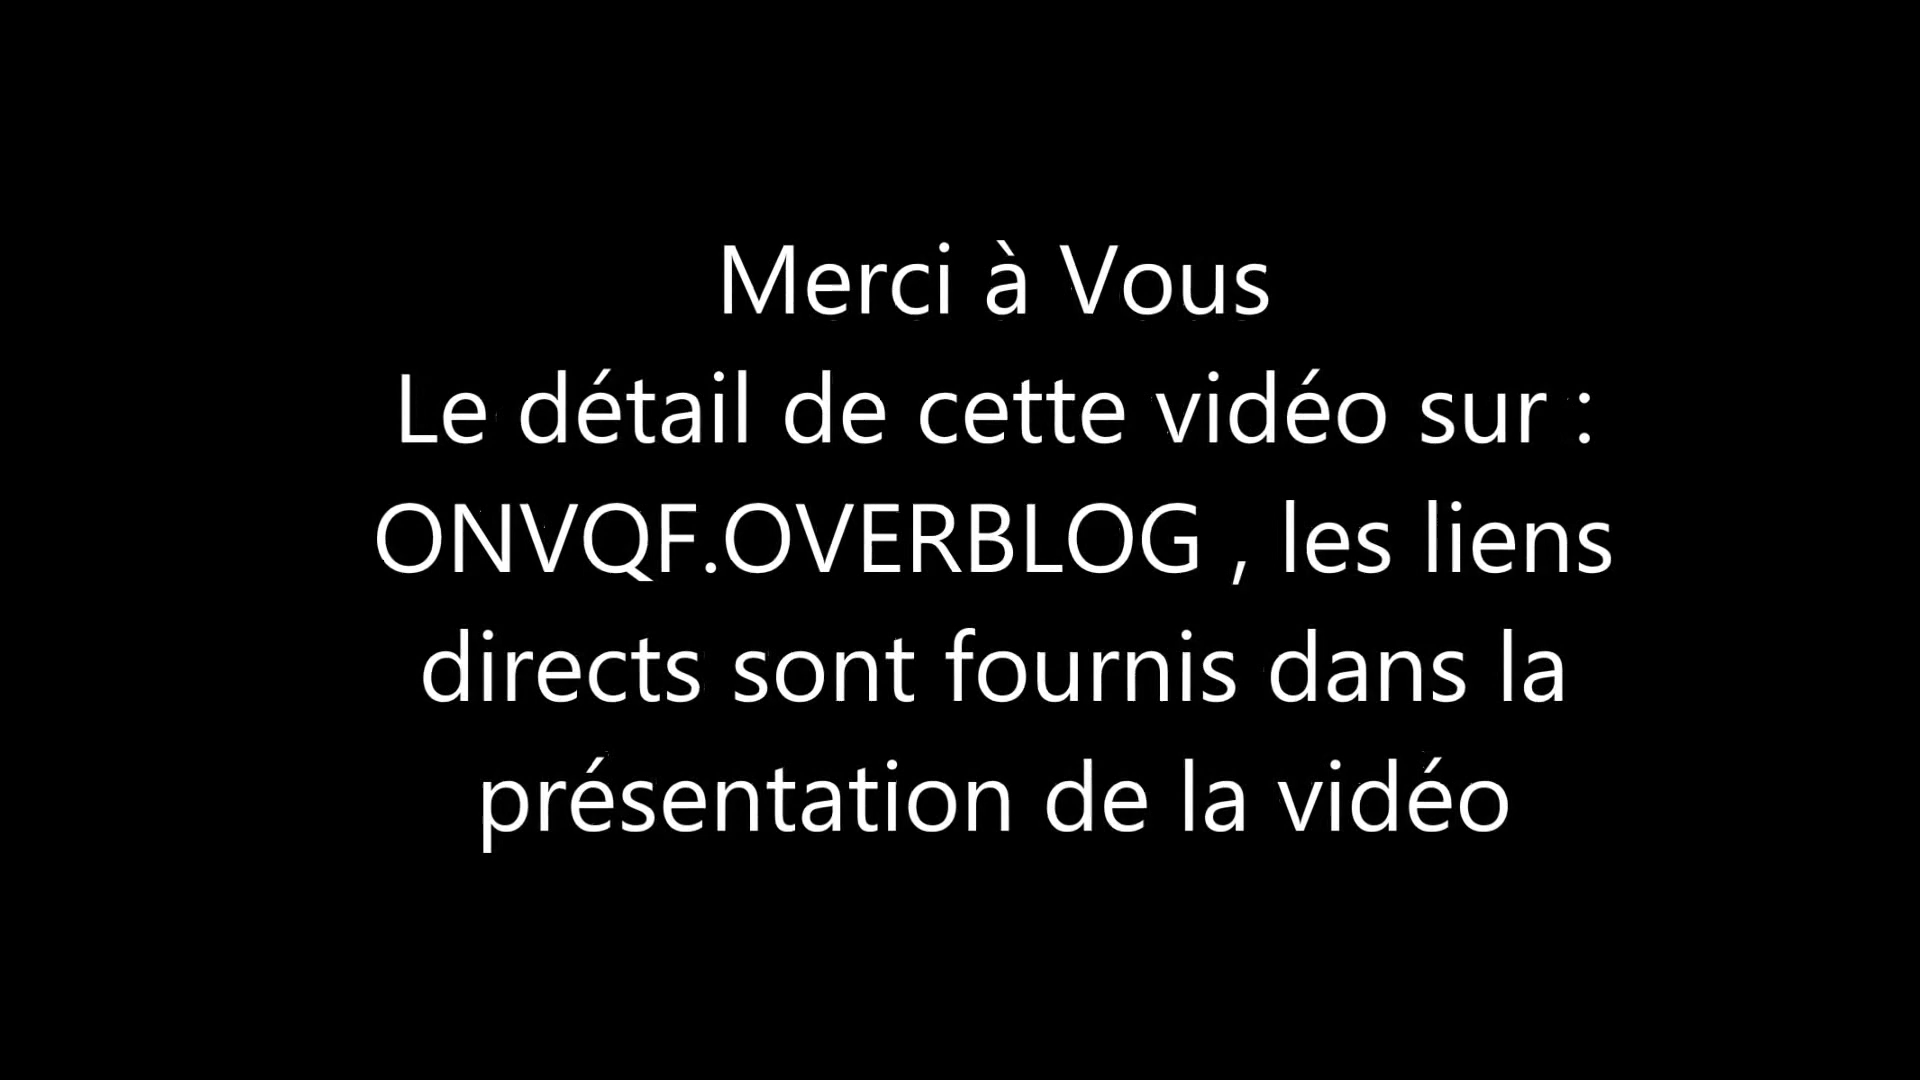 Merci à Vous
Le détail de cette vidéo sur :
ONVQF.OVERBLOG , les liens
directs sont fournis dans la
présentation de la vidéo